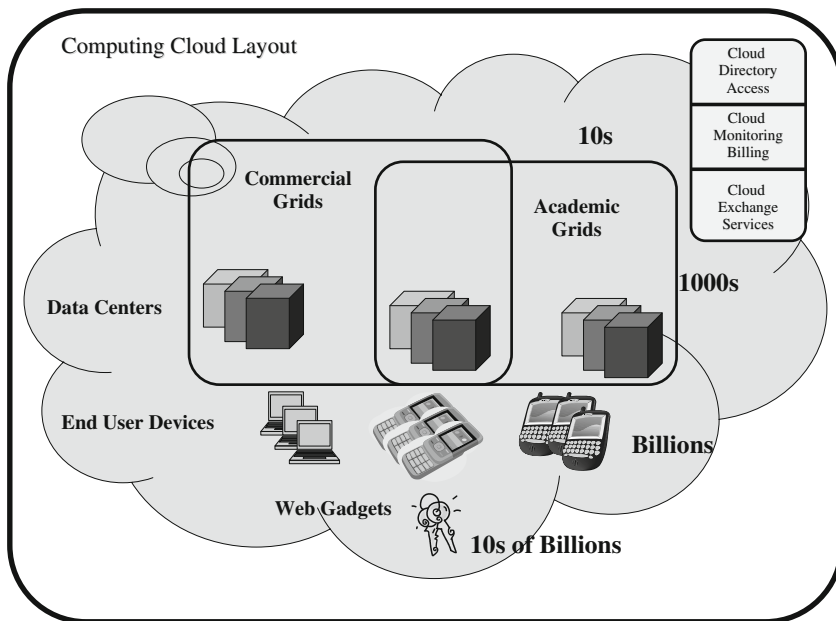 Computing Cloud Layout
Cloud
Directory
Access
Cloud
Monitoring
Billing
Cloud
Exchange
Services
10s
Commercial
Grids
Academic
Grids
1000s
Data Centers
End User Devices
Billions
Web Gadgets
10s of Billions